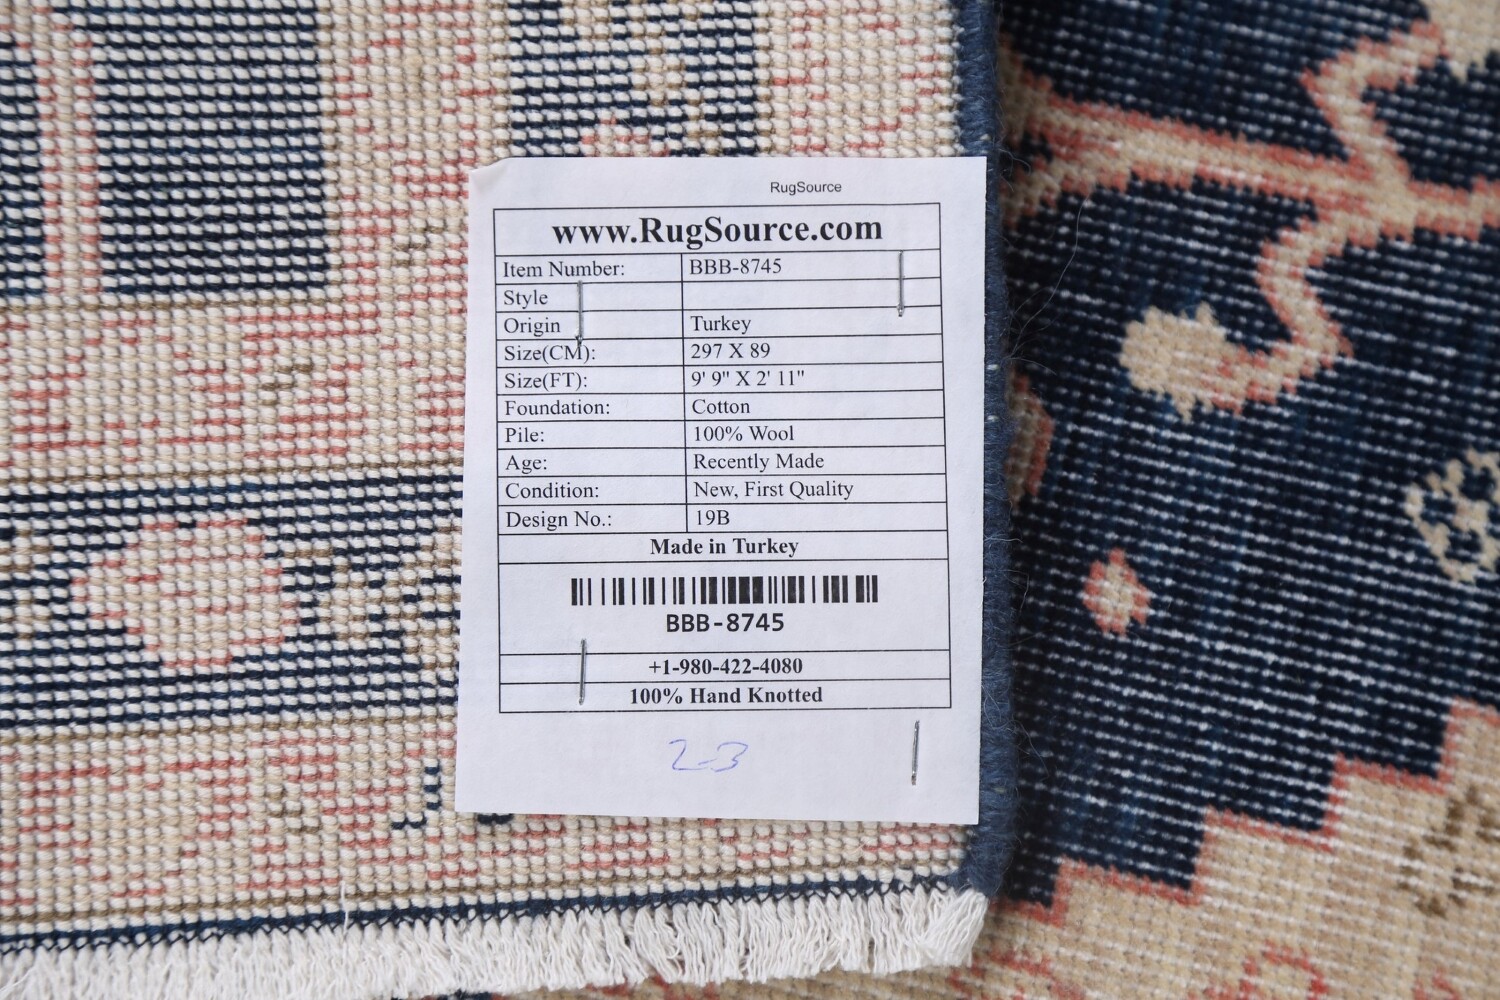 RugSource
www.RugSource.com
Item Number: BBB-8745
Style
Origin Turkey
Size(CM): 297 X 89
Size(FT): 9' 9" X 2' 11"
Foundation: Cotton
Pile: 100% Wool
Age: Recently Made
Condition: New, First Quality
Design No.: 19B
Made in Turkey
BBB-8745
+1-980-422-4080
100% Hand Knotted
23